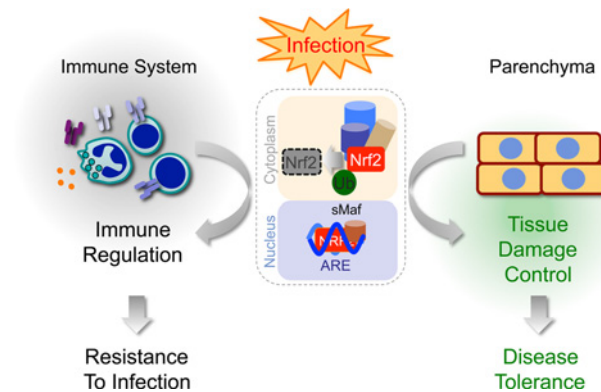 Infection
Immune System
Parenchyma
Cytoplasm
Nrf2
Nrf2
Ub
sMaf
Nucleus
ARE
Immune
Regulation
Tissue
Damage
Control
Resistance
To Infection
Disease
Tolerance